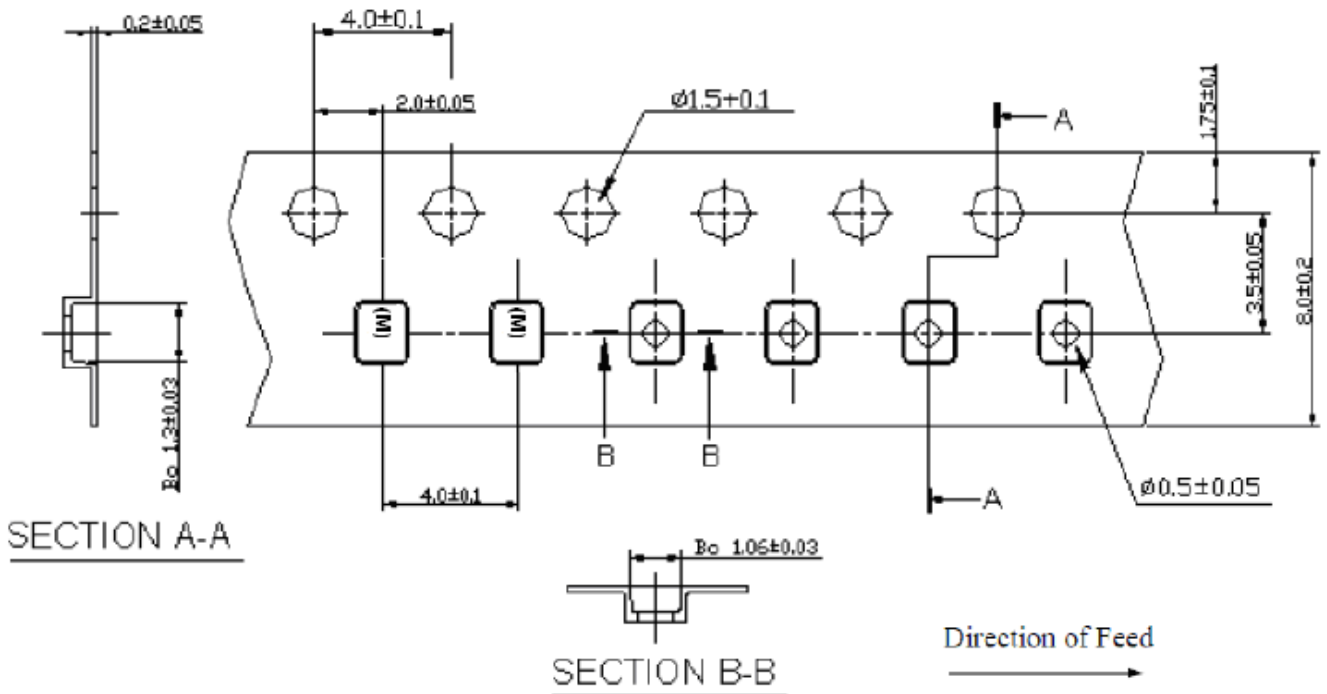 0.2±0.05
4.0±0.1
2.0±0.05
Ø1.5+0.1
A
1.75±0.1
3.5±0.05
8.0±0.2
(M)
(M)
Bo 1.3±0.03
B
B
4.0±0.1
A
Ø0.5±0.05
SECTION A-A
Bo 1.06±0.03
SECTION B-B
Direction of Feed